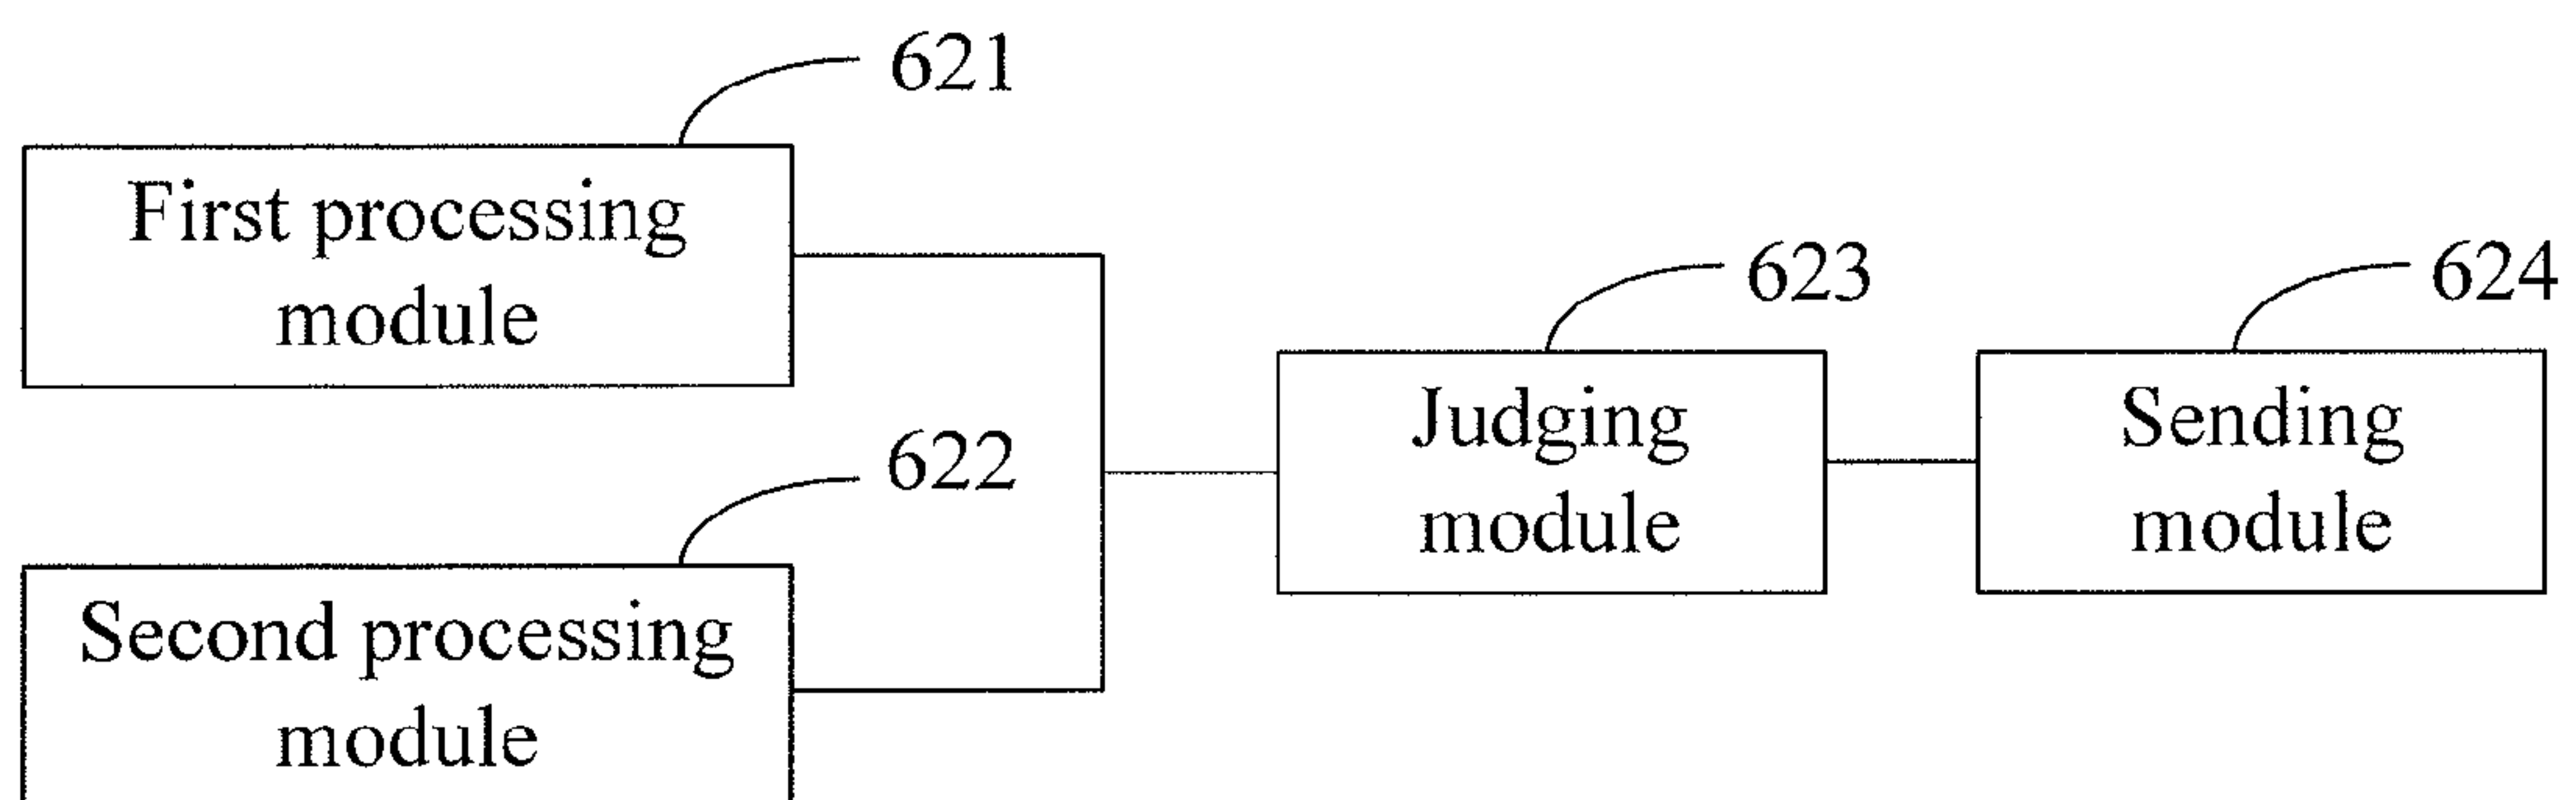 621
First processing
module
622
Second processing
module
623
Judging
module
624
Sending
module